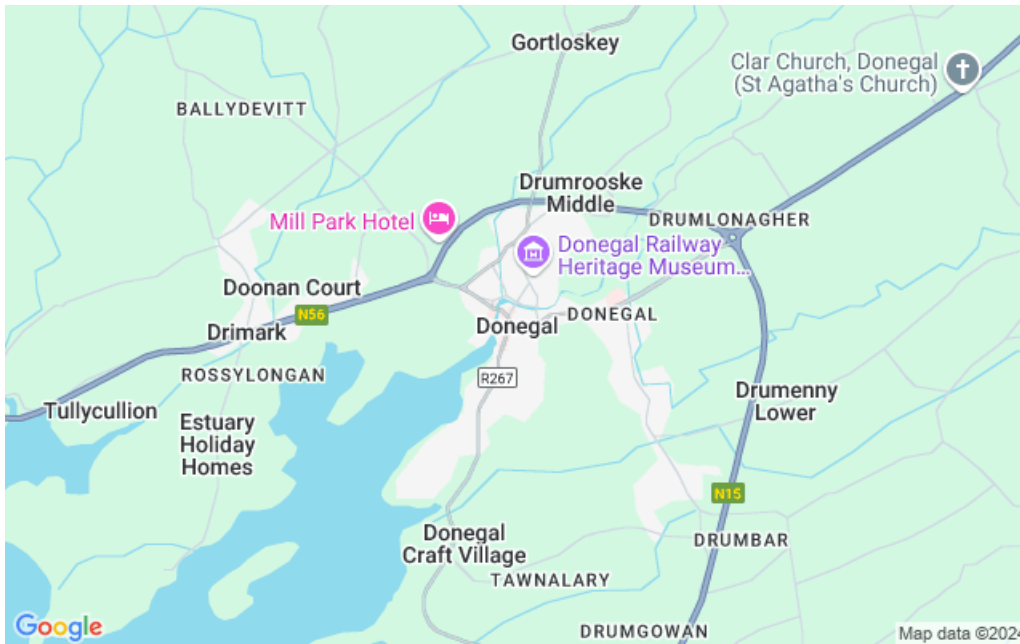 Gortloskey
Clar Church, Donegal
(St Agatha's Church)
BALLYDEVITT
Drumrooske
Middle
DRUMLONAGHER
Mill Park Hotel
Donegal Railway
Heritage Museum...
Doonan Court
N56
Donegal
DONEGAL
Drimark
ROSSYLONGAN
R267
Drumenny
Lower
Tullycullion
Estuary
Holiday
Homes
N15
Donegal
Craft Village
DRUMBAR
TAWNALARY
DRUMGOWAN
Google
Map data ©2024